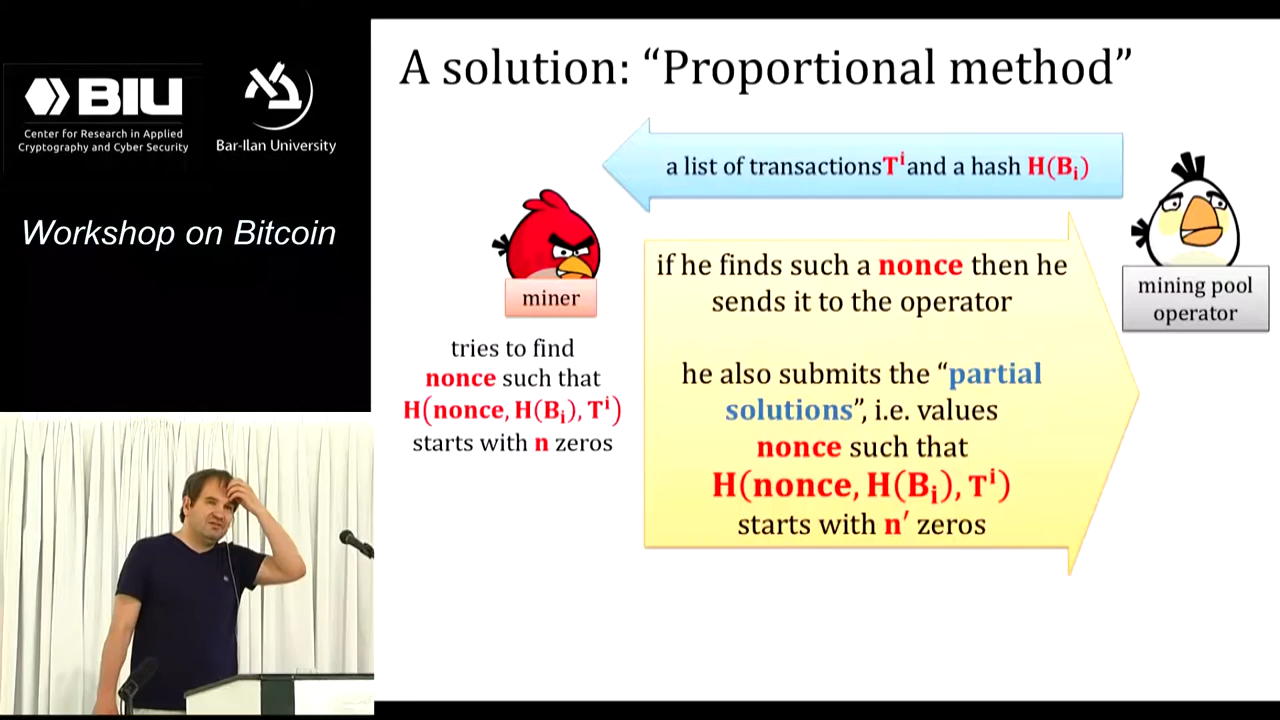 BIU
Center for Research in Applied
Cryptography and Cyber Security
Bar-Ilan University
Workshop on Bitcoin
A solution: “Proportional method”
a list of transactionsTⁱand a hash H(Bᵢ)
miner
mining pool
operator
tries to find
nonce such that
H(nonce, H(Bᵢ), Tⁱ)
starts with n zeros
if he finds such a nonce then he
sends it to the operator
he also submits the “partial
solutions”, i.e. values
nonce such that
H(nonce, H(Bᵢ), Tⁱ)
starts with n′ zeros